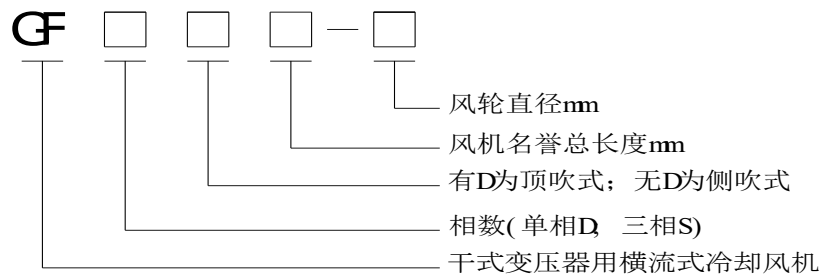 GF □ □ □ — □
风轮直径mm
风机名誉总长度mm
有D为顶吹式；无D为侧吹式
相数(单相D, 三相S)
干式变压器用横流式冷却风机